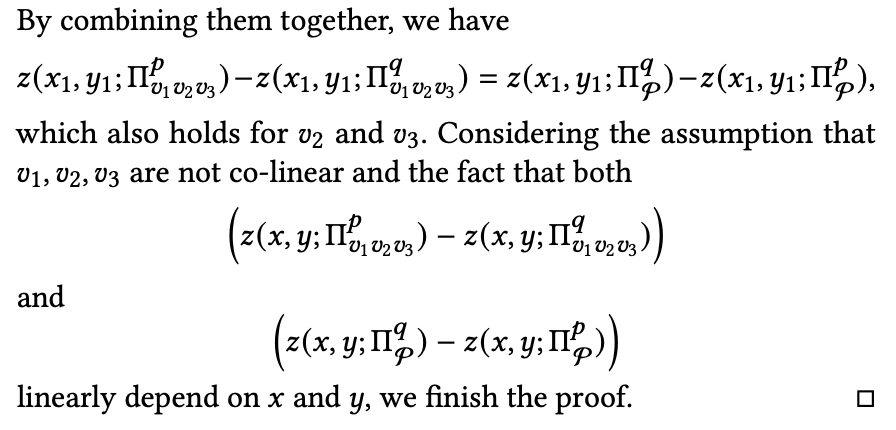 By combining them together, we have
z(x₁, y₁; Π^p_{v₁v₂v₃}) − z(x₁, y₁; Π^q_{v₁v₂v₃}) = z(x₁, y₁; Π^q_𝒫) − z(x₁, y₁; Π^p_𝒫),
which also holds for v₂ and v₃. Considering the assumption that
v₁, v₂, v₃ are not co-linear and the fact that both
(z(x, y; Π^p_{v₁v₂v₃}) − z(x, y; Π^q_{v₁v₂v₃}))
and
(z(x, y; Π^q_𝒫) − z(x, y; Π^p_𝒫))
linearly depend on x and y, we finish the proof. □